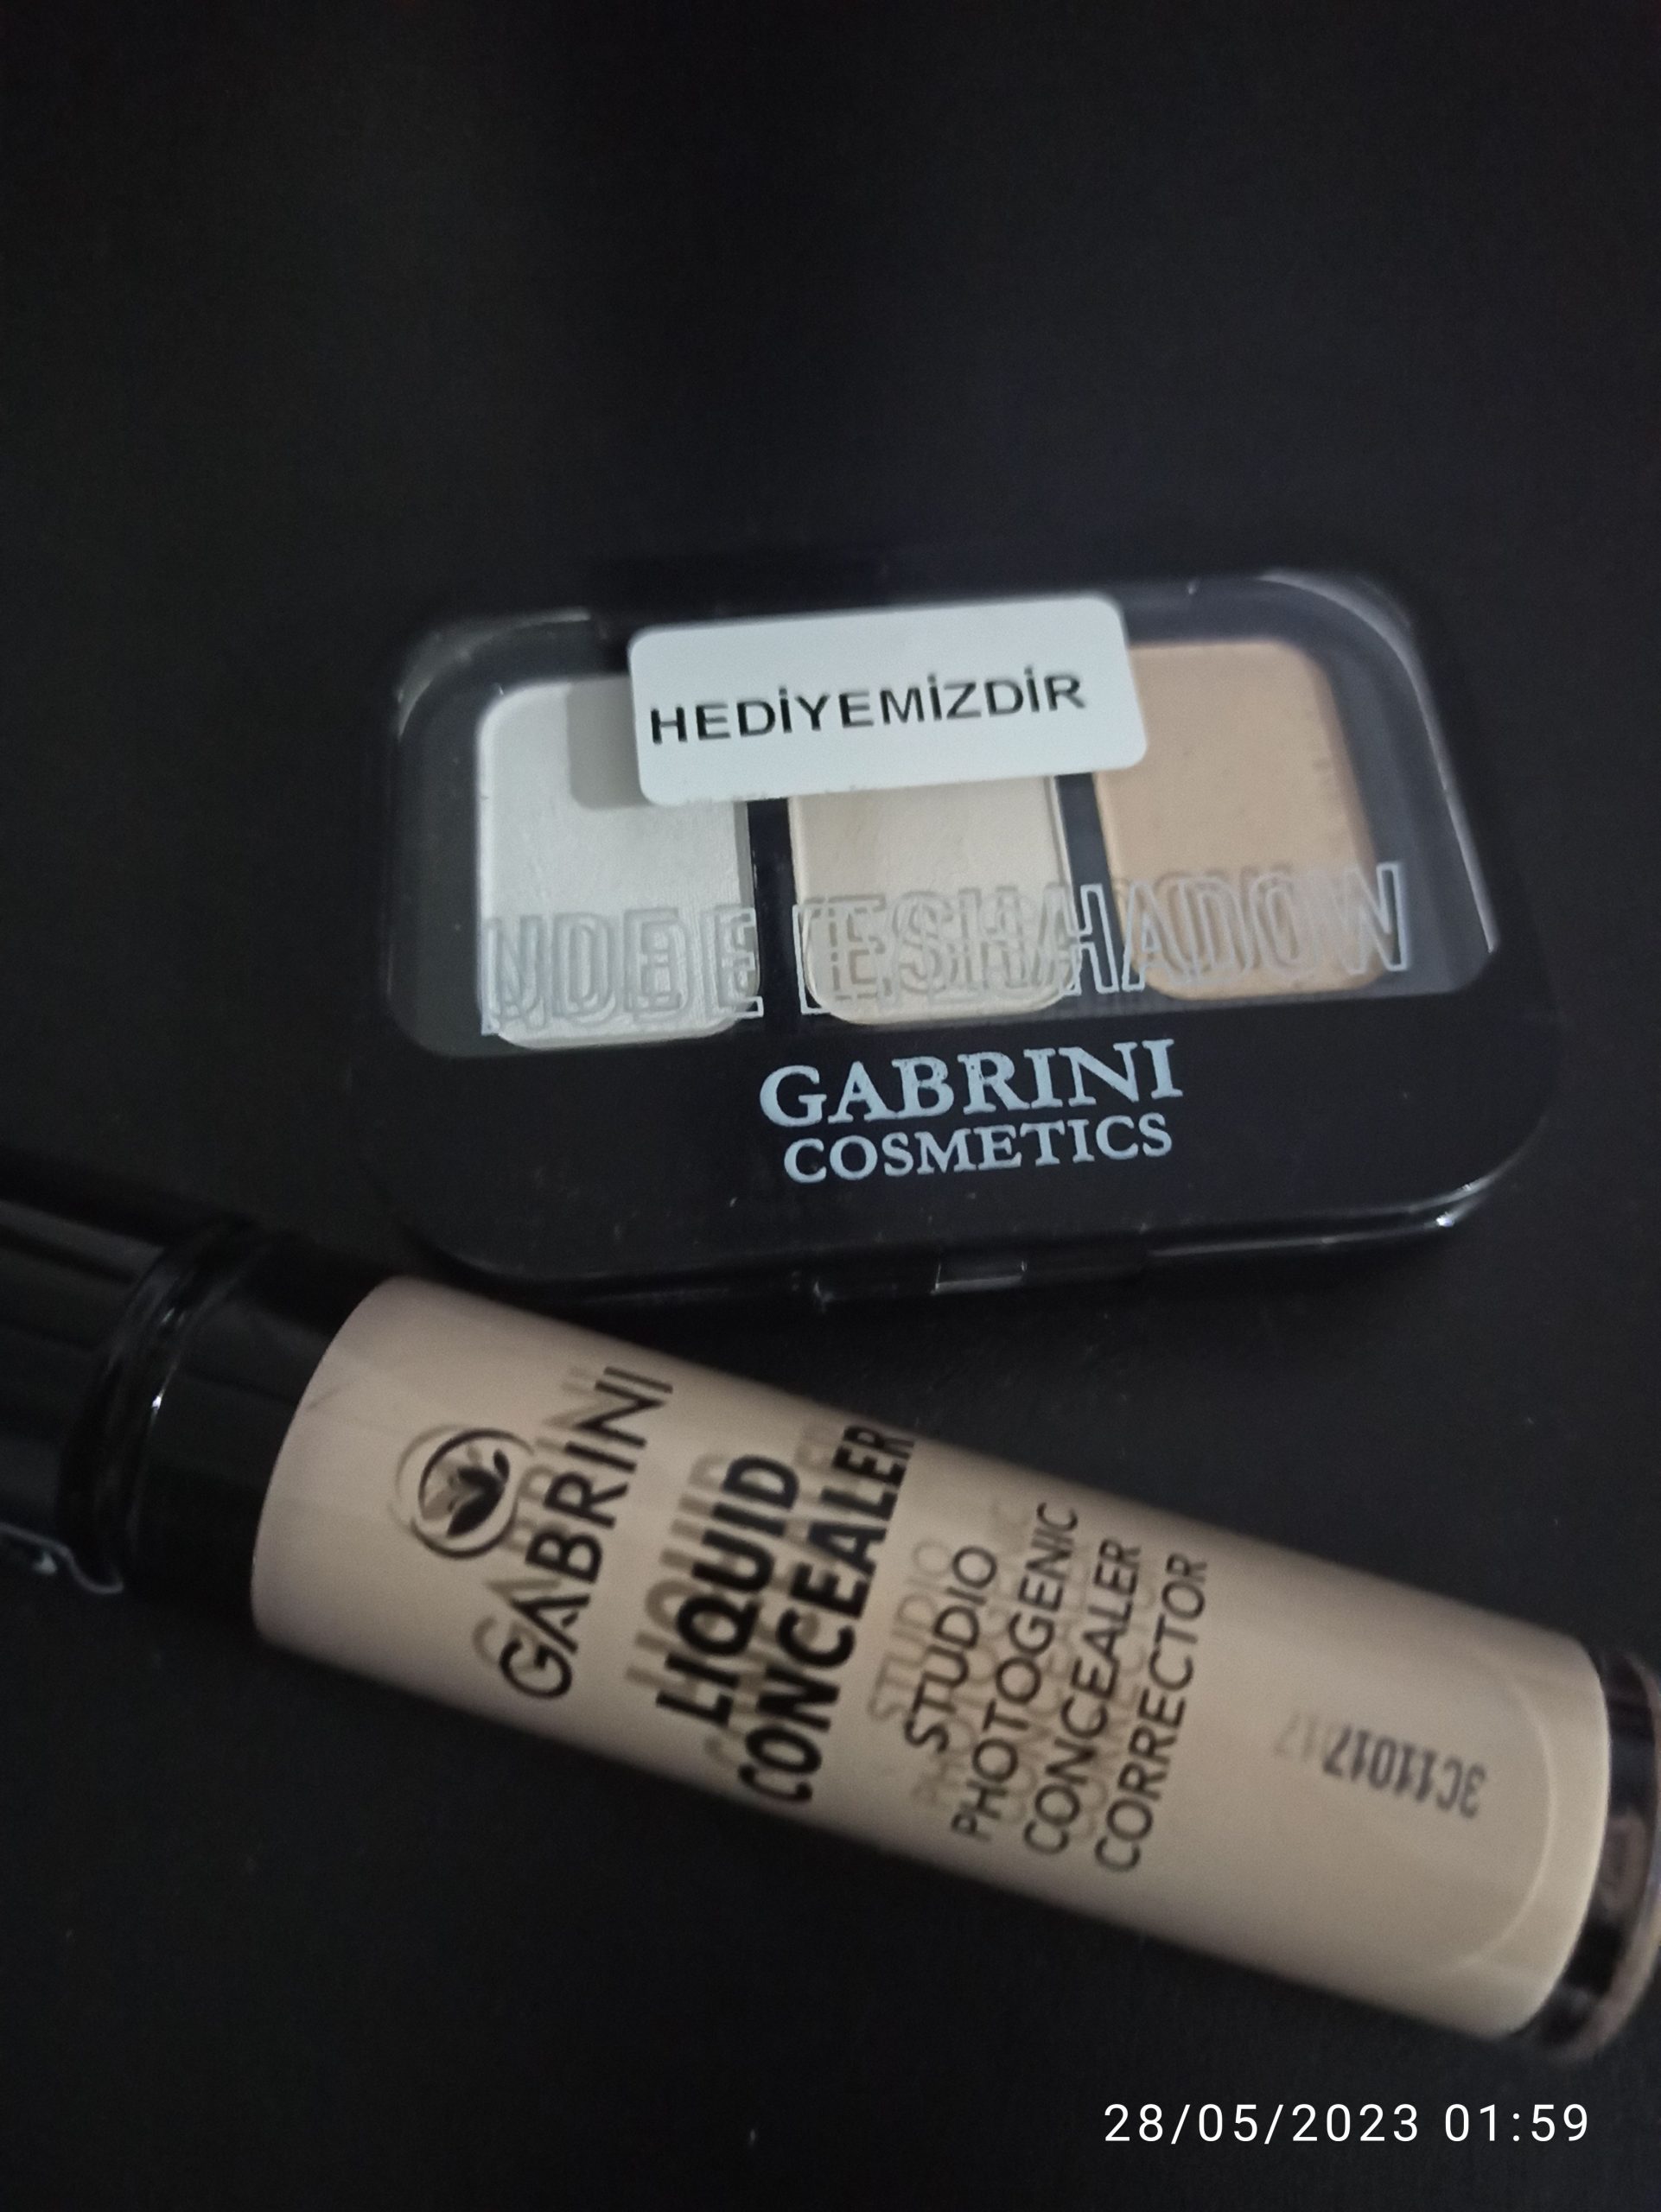 HEDİYEMİZDİR
NUDE EYESHADOW
GABRINI
COSMETICS
GABRINI
LIQUID
CONCEALER
STUDIO
PHOTOGENIC
CONCEALER
CORRECTOR
3C11017
28/05/2023 01:59